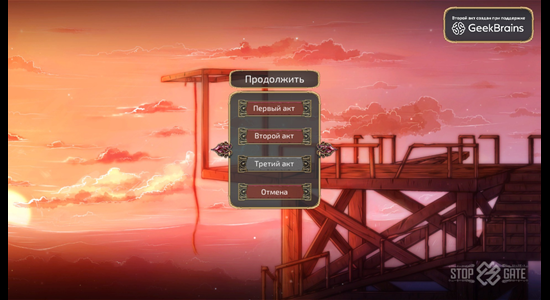 Второй акт создан при поддержке
GeekBrains
Продолжить
Первый акт
Второй акт
Третий акт
Отмена
STOP GATE